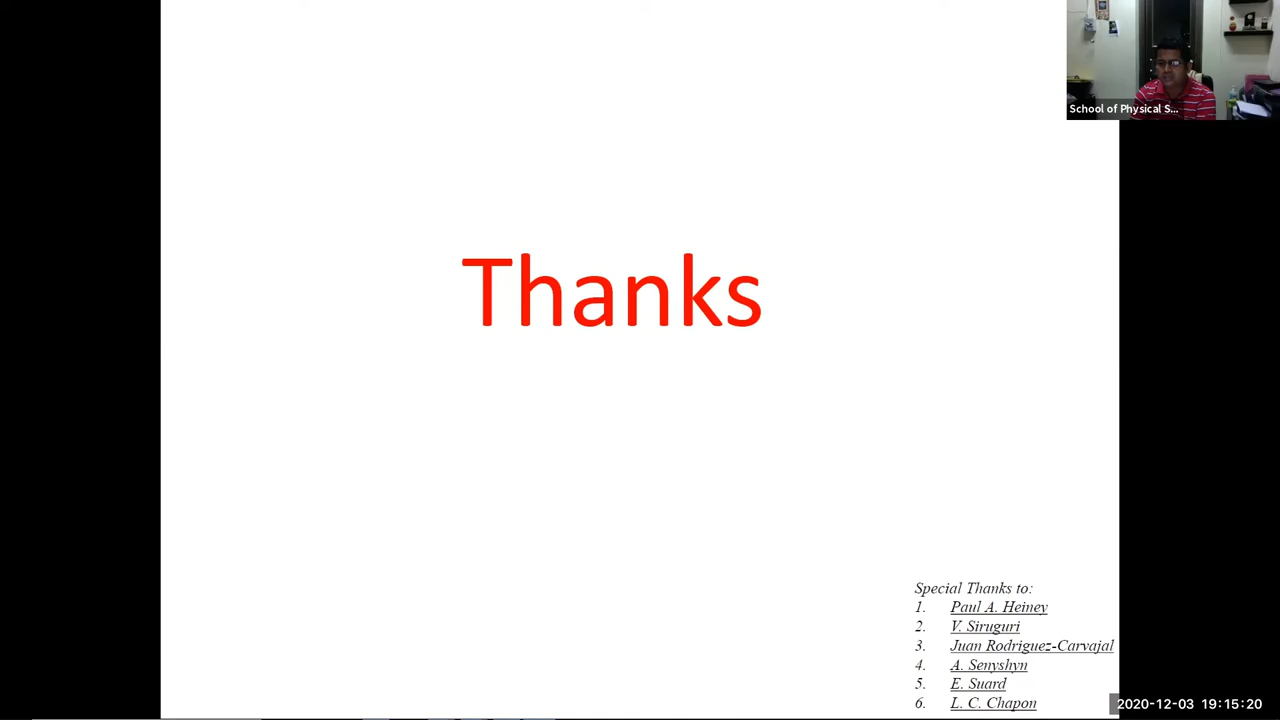 School of Physical S...
Thanks
Special Thanks to:
1. Paul A. Heiney
2. V. Siruguri
3. Juan Rodriguez-Carvajal
4. A. Senyshyn
5. E. Suard
6. L. C. Chapon
2020-12-03 19:15:20